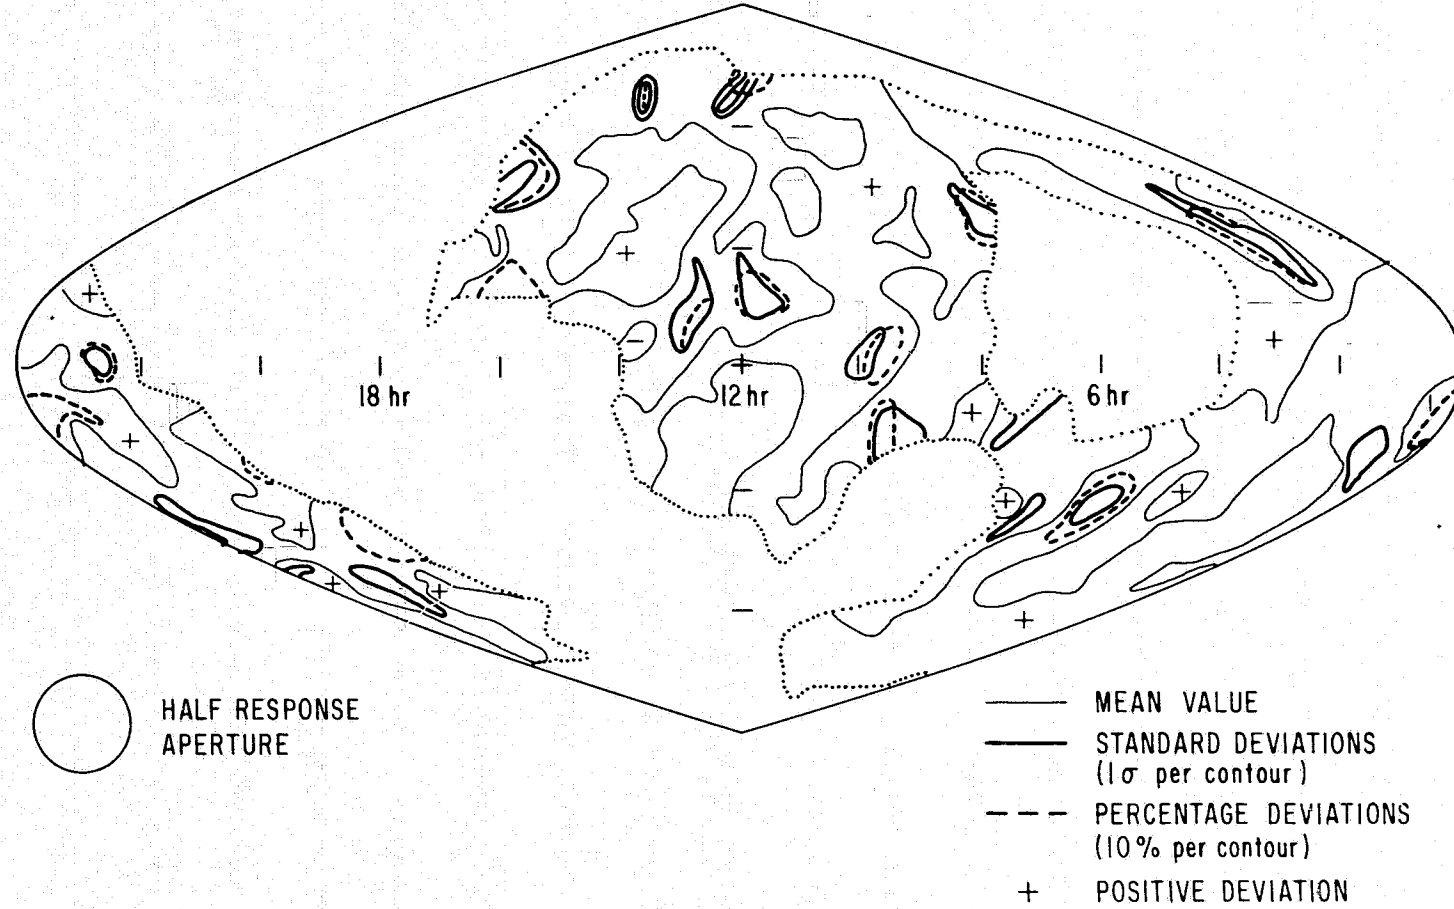 18 hr
12 hr
6 hr
HALF RESPONSE
APERTURE
MEAN VALUE
STANDARD DEVIATIONS
(1σ per contour)
PERCENTAGE DEVIATIONS
(10% per contour)
+ POSITIVE DEVIATION